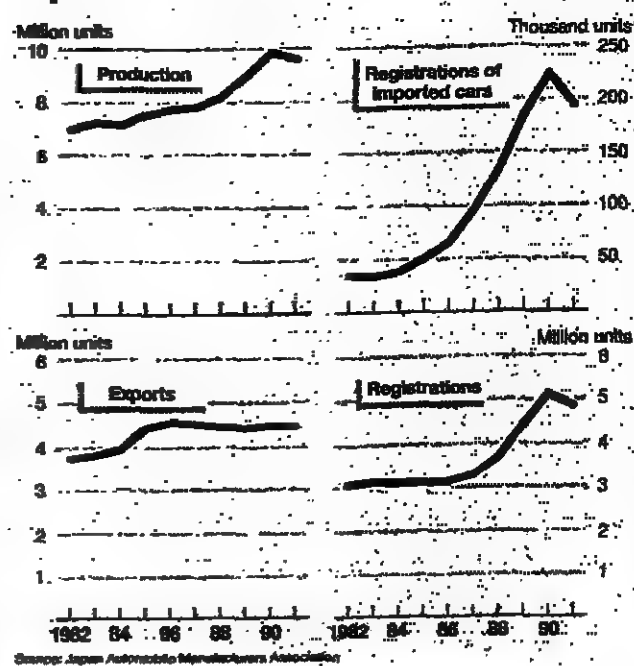 Million units
10
8
6
4
2
Production
Thousand units
250
200
150
100
50
Registrations of
imported cars
Million units
6
5
4
3
2
1
Exports
1982 84 86 88 90
Million units
6
5
4
3
2
1
Registrations
1982 84 86 88 90
Source: Japan Automobile Manufacturers Association